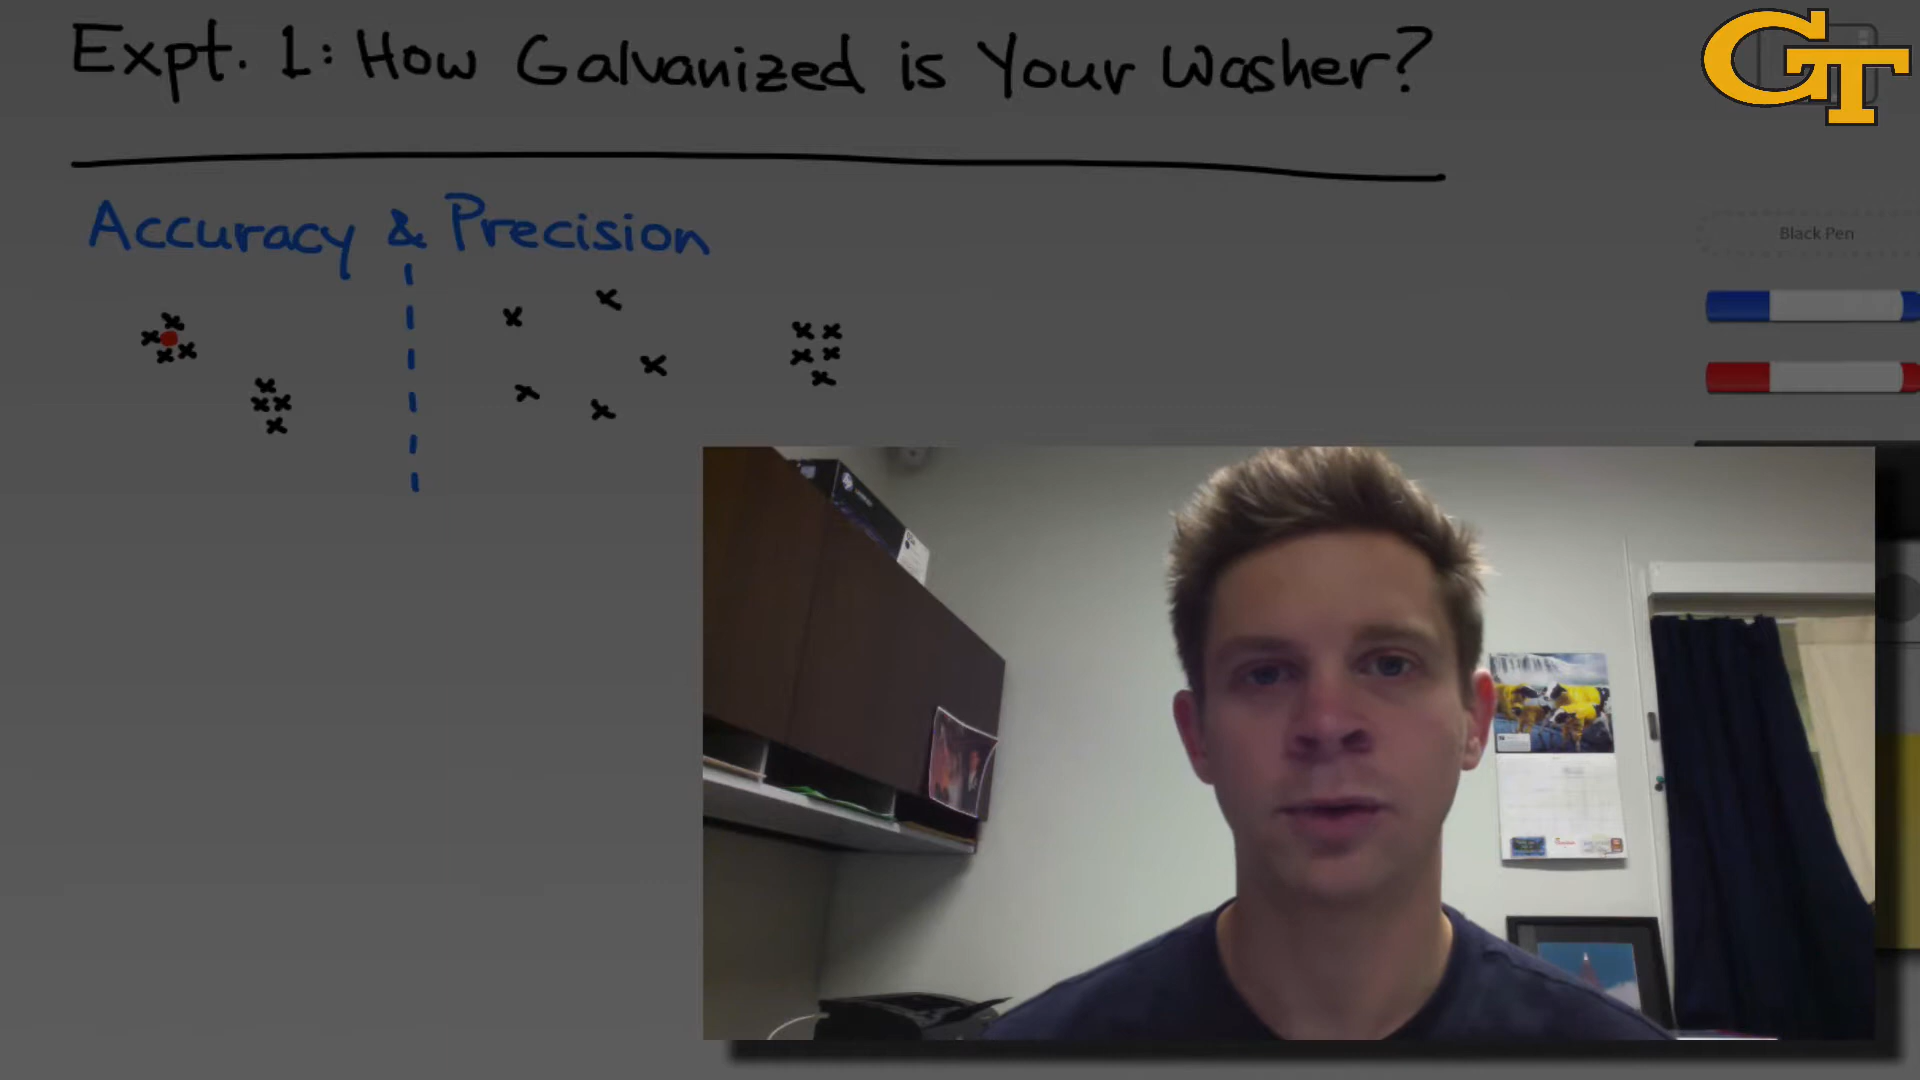 Expt. 1: How Galvanized is Your Washer?
GT
Accuracy & Precision
Black Pen